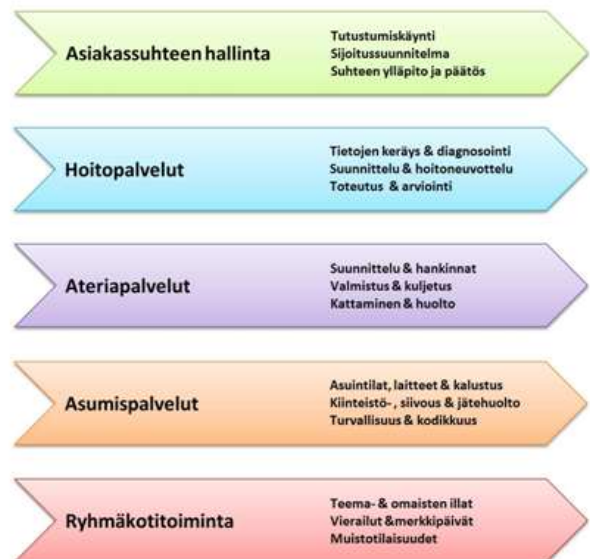 Asiakassuhteen hallinta
Tutustumiskäynti
Sijoitussuunnitelma
Suhteen ylläpito ja päätös
Hoitopalvelut
Tietojen keräys & diagnosointi
Suunnittelu & hoitoneuvottelu
Toteutus & arviointi
Ateriapalvelut
Suunnittelu & hankinnat
Valmistus & kuljetus
Kattaminen & huolto
Asumispalvelut
Asuintilat, laitteet & kalustus
Kiinteistö- , siivous & jätehuolto
Turvallisuus & kodikkuus
Ryhmäkotitoiminta
Teema- & omaisten illat
Vierailut &merkkipäivät
Muistotilaisuudet